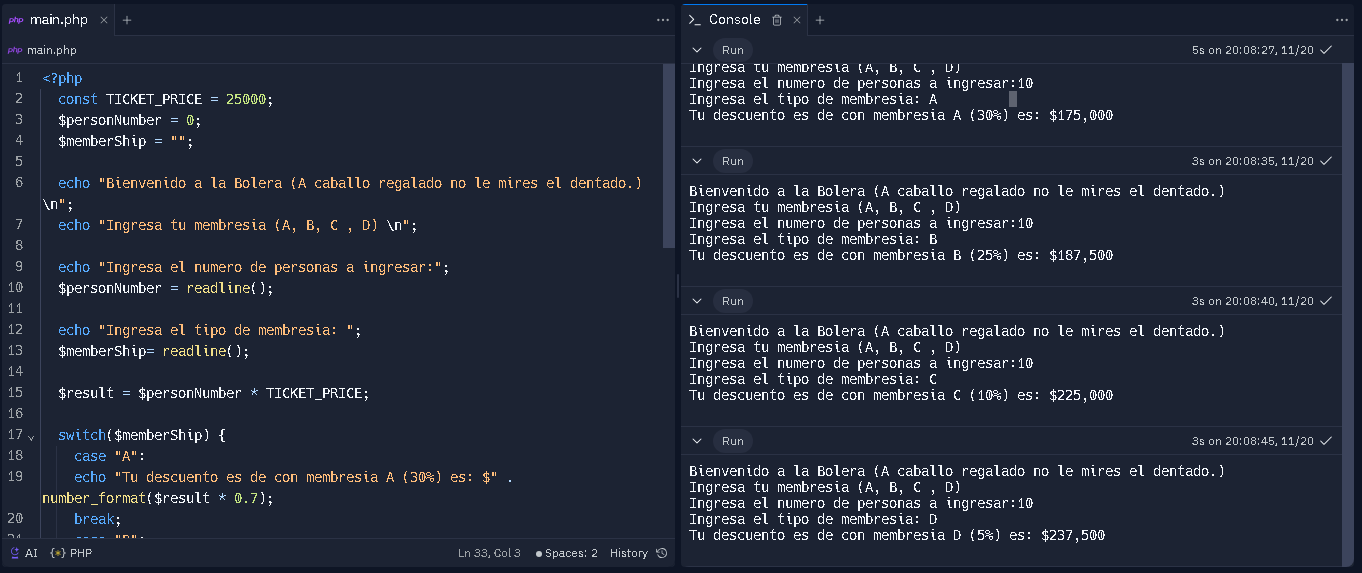 php main.php
php main.php
1 <?php
2 const TICKET_PRICE = 25000;
3 $personNumber = 0;
4 $memberShip = "";
5
6 echo "Bienvenido a la Bolera (A caballo regalado no le mires el dentado.)
\n";
7 echo "Ingresa tu membresia (A, B, C , D) \n";
8
9 echo "Ingresa el numero de personas a ingresar:";
10 $personNumber = readline();
11
12 echo "Ingresa el tipo de membresia: ";
13 $memberShip= readline();
14
15 $result = $personNumber * TICKET_PRICE;
16
17 switch($memberShip) {
18 case "A":
19 echo "Tu descuento es de con membresia A (30%) es: $" .
number_format($result * 0.7);
20 break;
AI {*} PHP Ln 33, Col 3 Spaces: 2 History
Console
Run 5s on 20:08:27, 11/20
Ingresa tu membresia (A, B, C , D)
Ingresa el numero de personas a ingresar:10
Ingresa el tipo de membresia: A
Tu descuento es de con membresia A (30%) es: $175,000
Run 3s on 20:08:35, 11/20
Bienvenido a la Bolera (A caballo regalado no le mires el dentado.)
Ingresa tu membresia (A, B, C , D)
Ingresa el numero de personas a ingresar:10
Ingresa el tipo de membresia: B
Tu descuento es de con membresia B (25%) es: $187,500
Run 3s on 20:08:40, 11/20
Bienvenido a la Bolera (A caballo regalado no le mires el dentado.)
Ingresa tu membresia (A, B, C , D)
Ingresa el numero de personas a ingresar:10
Ingresa el tipo de membresia: C
Tu descuento es de con membresia C (10%) es: $225,000
Run 3s on 20:08:45, 11/20
Bienvenido a la Bolera (A caballo regalado no le mires el dentado.)
Ingresa tu membresia (A, B, C , D)
Ingresa el numero de personas a ingresar:10
Ingresa el tipo de membresia: D
Tu descuento es de con membresia D (5%) es: $237,500